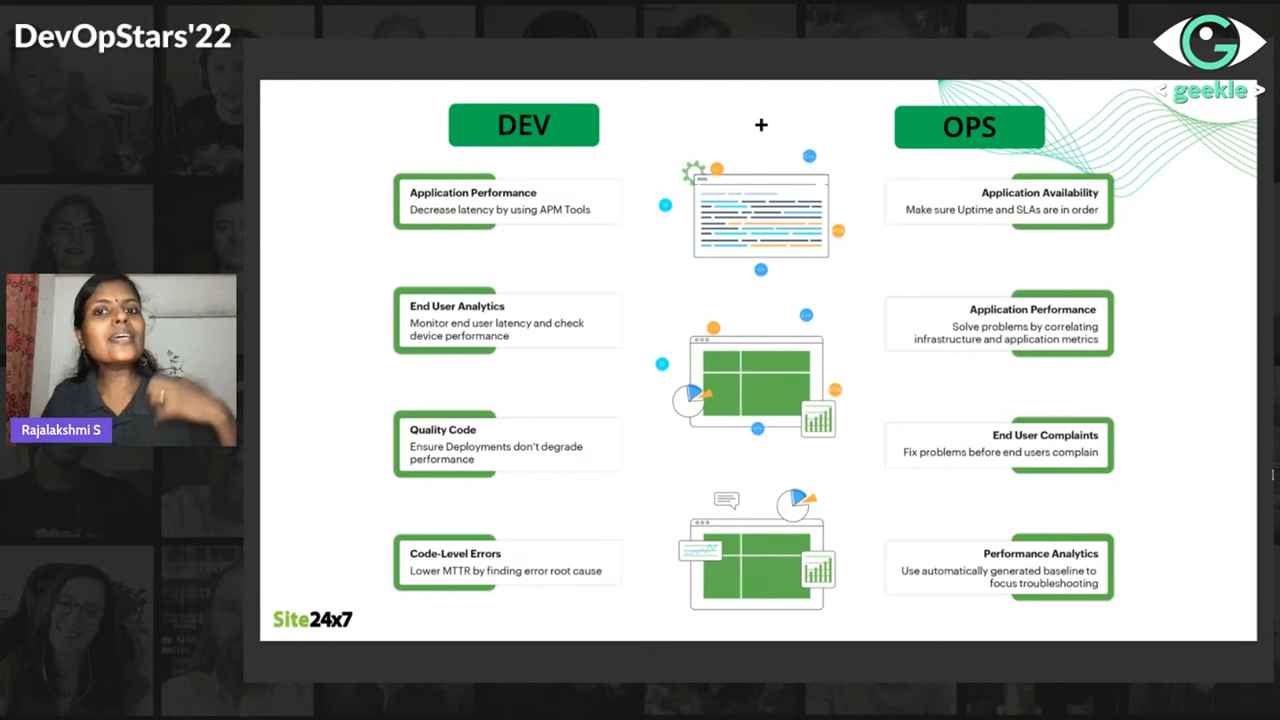 DevOpStars'22
< geekle >
DEV
+
OPS
Application Performance
Decrease latency by using APM Tools
Application Availability
Make sure Uptime and SLAs are in order
End User Analytics
Monitor end user latency and check
device performance
Application Performance
Solve problems by correlating
infrastructure and application metrics
Quality Code
Ensure Deployments don't degrade
performance
End User Complaints
Fix problems before end users complain
Code-Level Errors
Lower MTTR by finding error root cause
Performance Analytics
Use automatically generated baseline to
focus troubleshooting
Rajalakshmi S
Site24x7